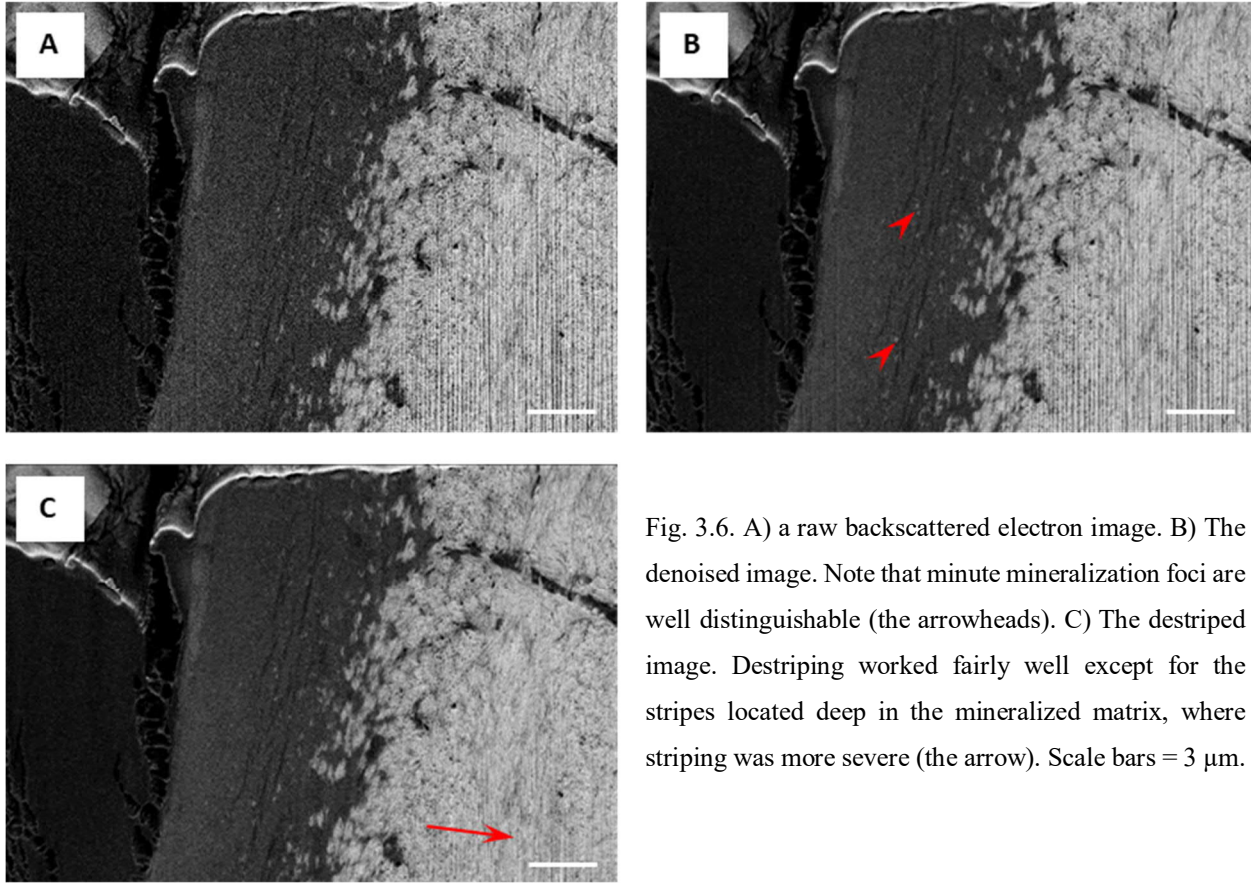 A
B
C
Fig. 3.6. A) a raw backscattered electron image. B) The
denoised image. Note that minute mineralization foci are
well distinguishable (the arrowheads). C) The destriped
image. Destriping worked fairly well except for the
stripes located deep in the mineralized matrix, where
striping was more severe (the arrow). Scale bars = 3 µm.